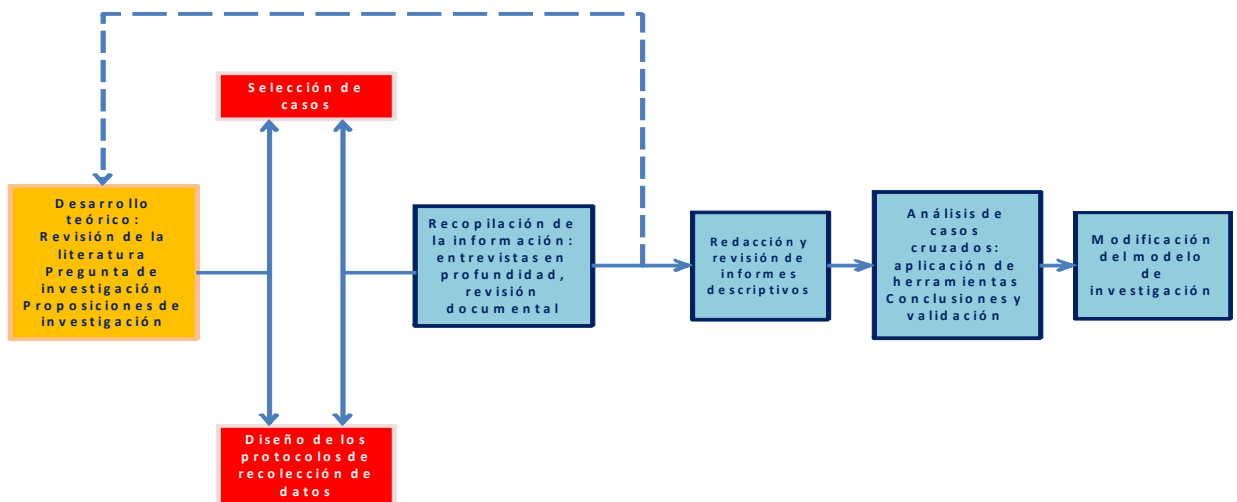 Selección de
casos
Desarrollo
teórico:
Revisión de la
literatura
Pregunta de
investigación
Proposiciones de
investigación
Recopilación de
la información:
entrevistas en
profundidad,
revisión
documental
Redacción y
revisión de
informes
descriptivos
Análisis de
casos
cruzados:
aplicación de
herramientas
Conclusiones y
validación
Modificación
del modelo
de
investigación
Diseño de los
protocolos de
recolección de
datos